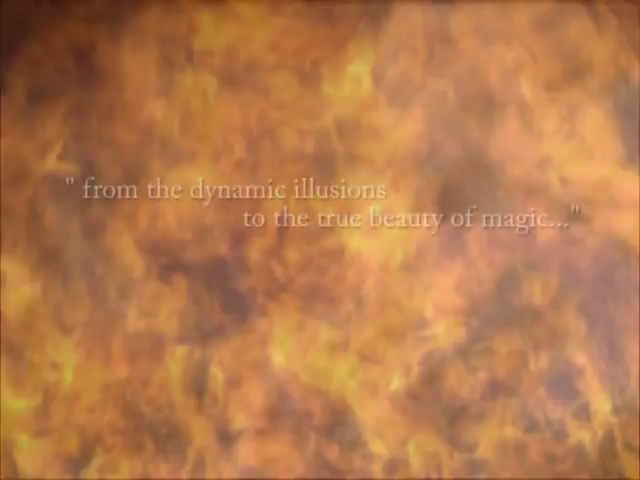 " from the dynamic illusions
to the true beauty of magic..."